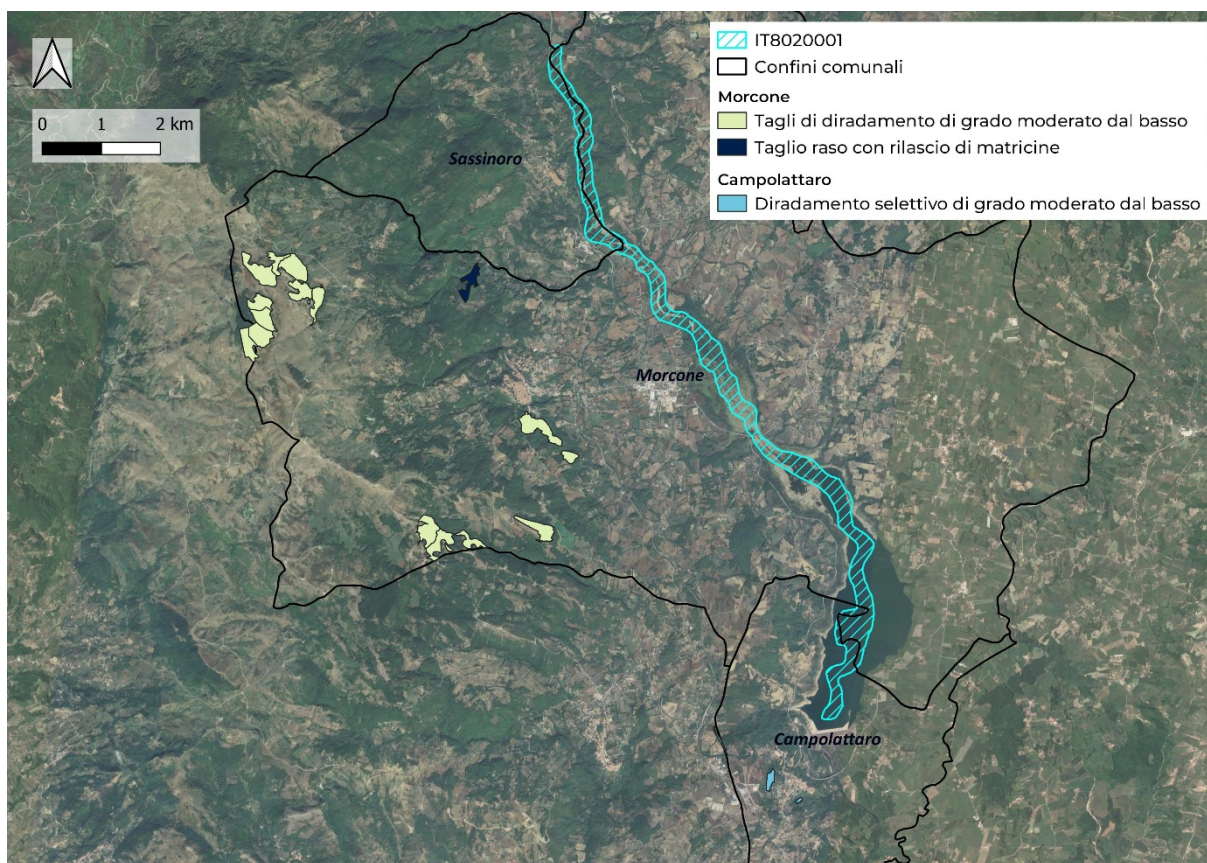 IT8020001
Confini comunali
Morcone
Tagli di diradamento di grado moderato dal basso
Taglio raso con rilascio di matricine
Campolattaro
Diradamento selettivo di grado moderato dal basso
0 1 2 km
Sassinoro
Morcone
Campolattaro